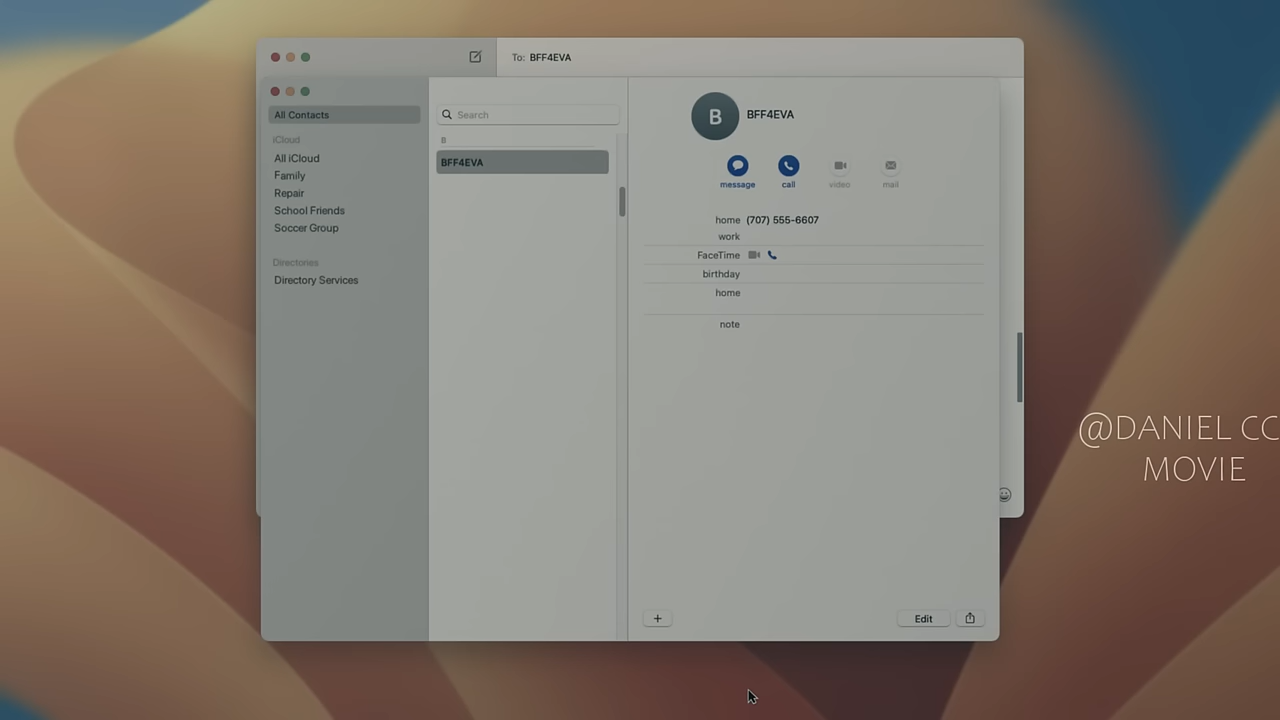 To: BFF4EVA
All Contacts
iCloud
All iCloud
Family
Repair
School Friends
Soccer Group
Directories
Directory Services
Search
B
BFF4EVA
B
BFF4EVA
message call video mail
home (707) 555-6607
work
FaceTime
birthday
home
note
Edit
@DANIEL CO
MOVIE